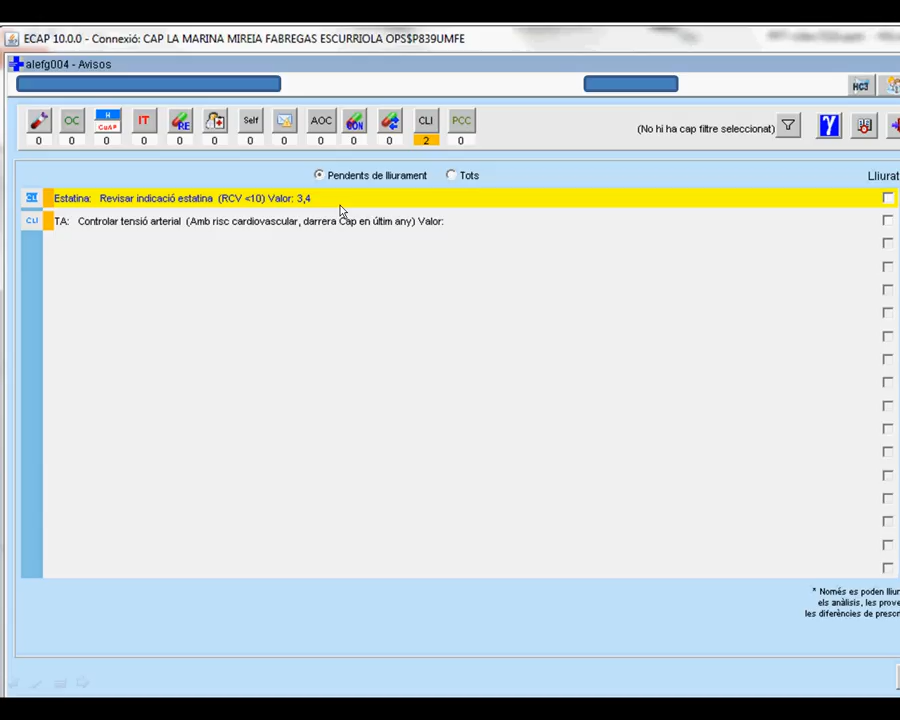 ECAP 10.0.0 - Connexió: CAP LA MARINA MIREIA FABREGAS ESCURRIOLA OPS$P839UMFE
alefg004 - Avisos
HC3
OC H CuAP IT RE Self AOC CON CLI PCC
(No hi ha cap filtre seleccionat)
0 0 0 0 0 0 0 0 0 0 0 2 0
Pendents de lliurament Tots Lliurat
CLI Estatina: Revisar indicació estatina (RCV <10) Valor: 3,4
CLI TA: Controlar tensió arterial (Amb risc cardiovascular, darrera Cap en últim any) Valor:
* Només es poden lliur
els anàlisis, les prove
les diferències de prescr